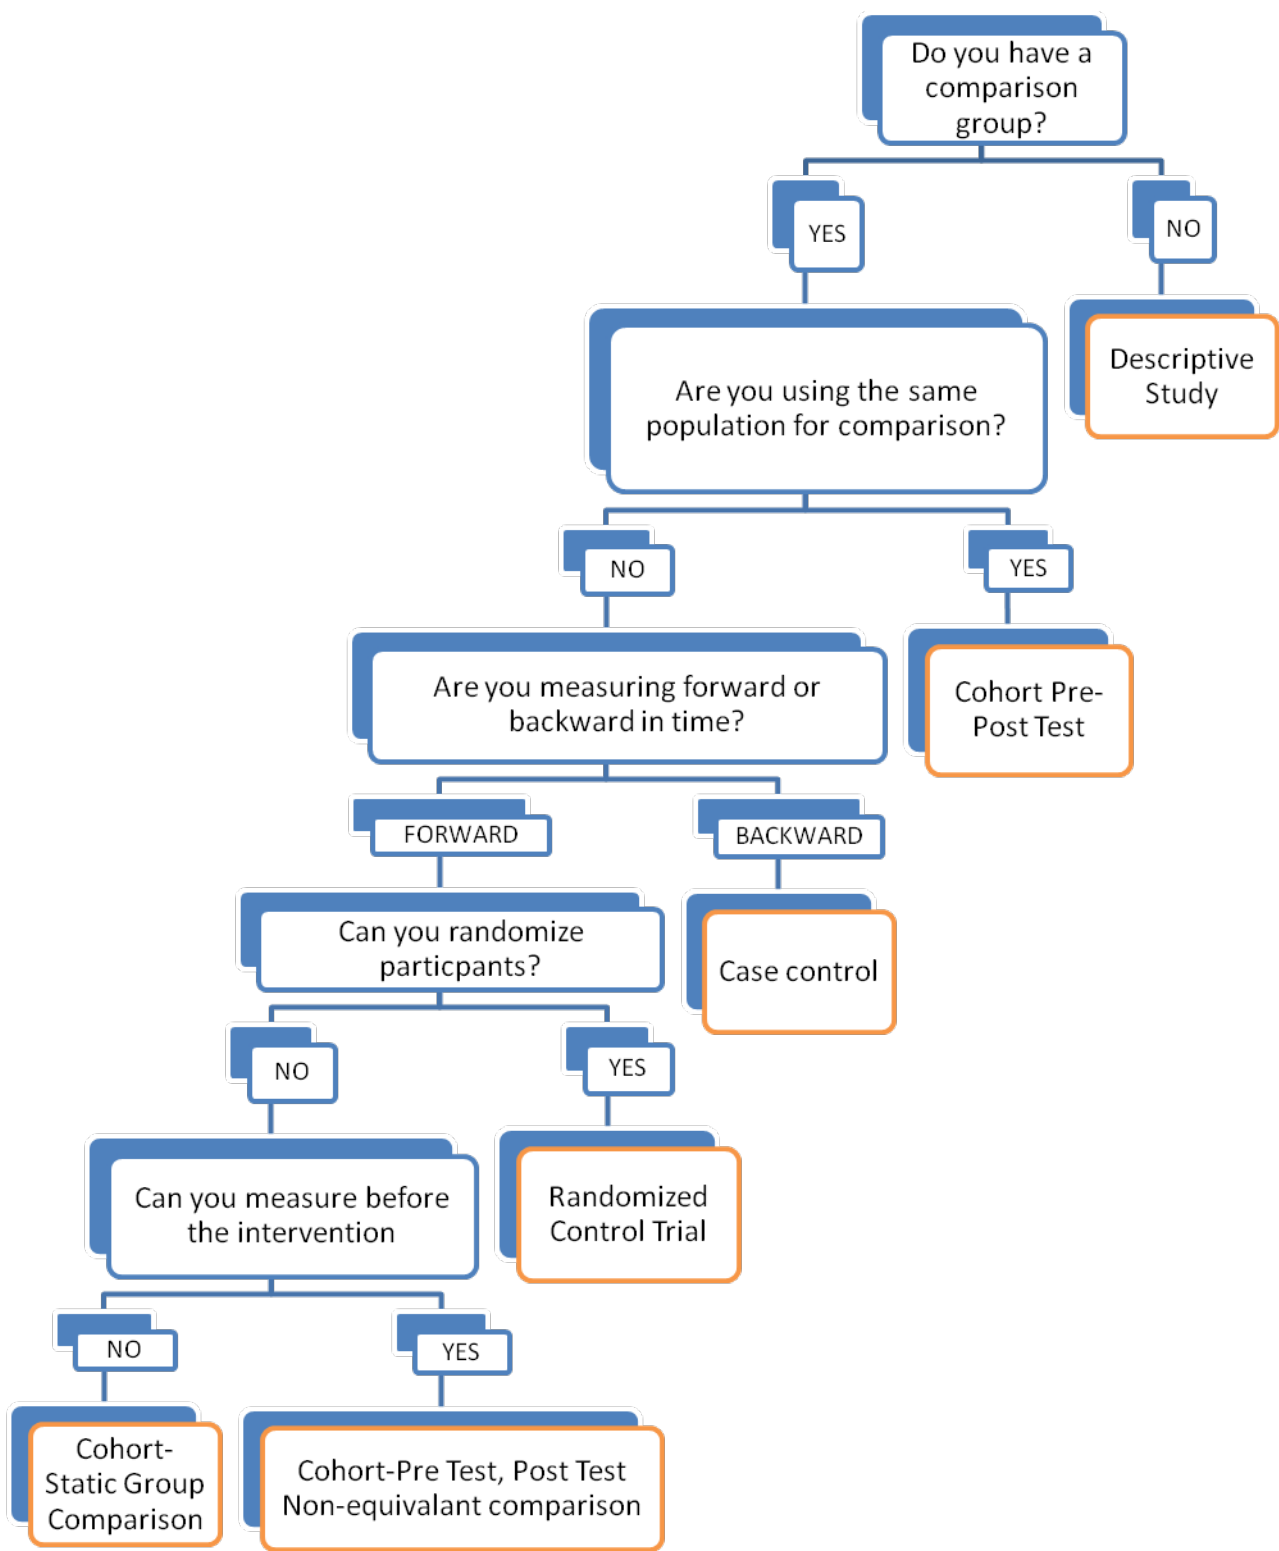 Do you have a
comparison
group?
YES
NO
Descriptive
Study
Are you using the same
population for comparison?
NO
YES
Cohort Pre-
Post Test
Are you measuring forward or
backward in time?
FORWARD
BACKWARD
Case control
Can you randomize
particpants?
NO
YES
Randomized
Control Trial
Can you measure before
the intervention
NO
YES
Cohort-
Static Group
Comparison
Cohort-Pre Test, Post Test
Non-equivalant comparison